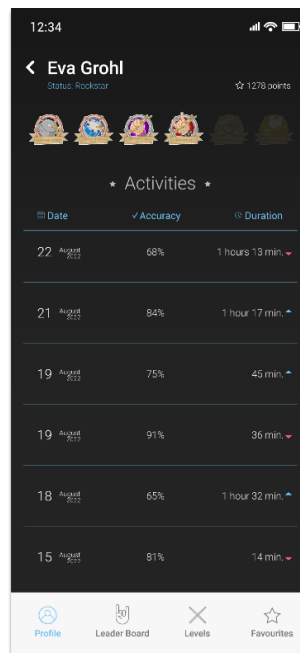 12:34
Eva Grohl
Status: Rockstar
1278 points
Activities
Date Accuracy Duration
22 August 2022 68% 1 hours 13 min.
21 August 2022 84% 1 hour 17 min.
19 August 2022 75% 45 min.
19 August 2022 91% 36 min.
18 August 2022 65% 1 hour 32 min.
15 August 2022 81% 14 min.
Profile Leader Board Levels Favourites